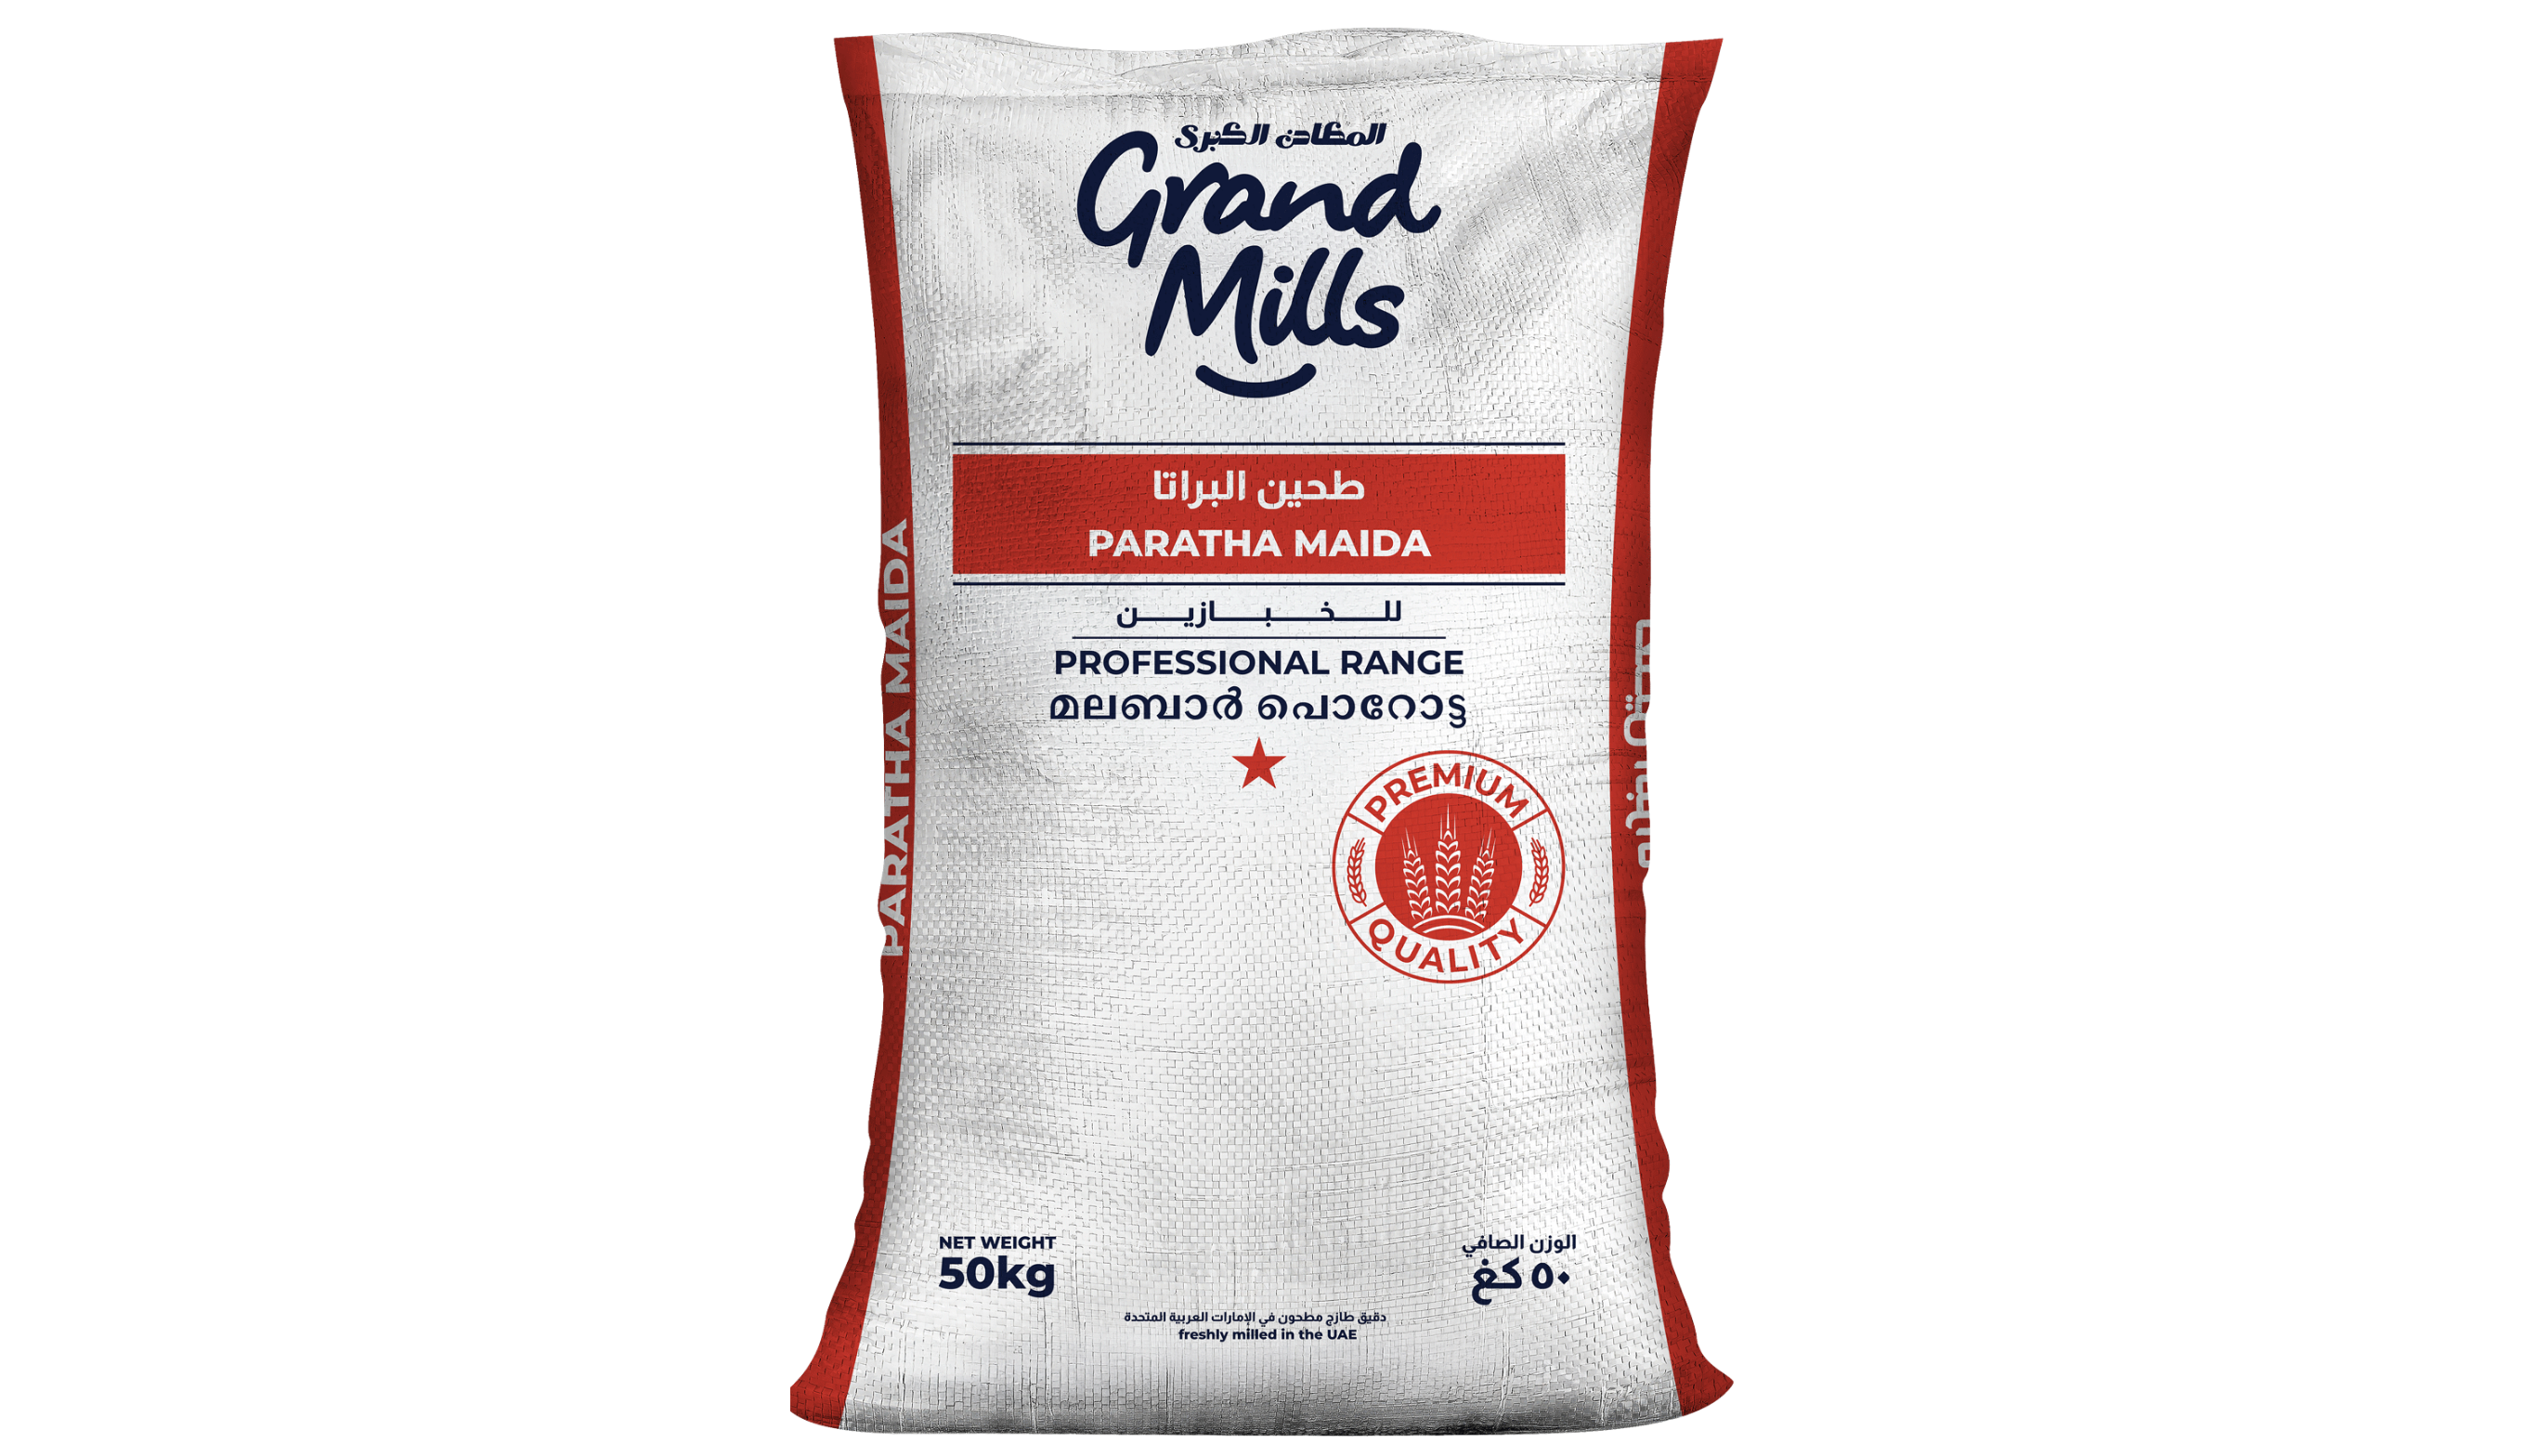 المطاحن الكبرى
Grand
Mills
طحين البراتا
PARATHA MAIDA
للخبازين
PROFESSIONAL RANGE
മലബാർ പൊറോട്ട
PREMIUM
QUALITY
PARATHA MAIDA
NET WEIGHT
50kg
الوزن الصافي
٥٠ كغ
دقيق طازج مطحون في الإمارات العربية المتحدة
freshly milled in the UAE